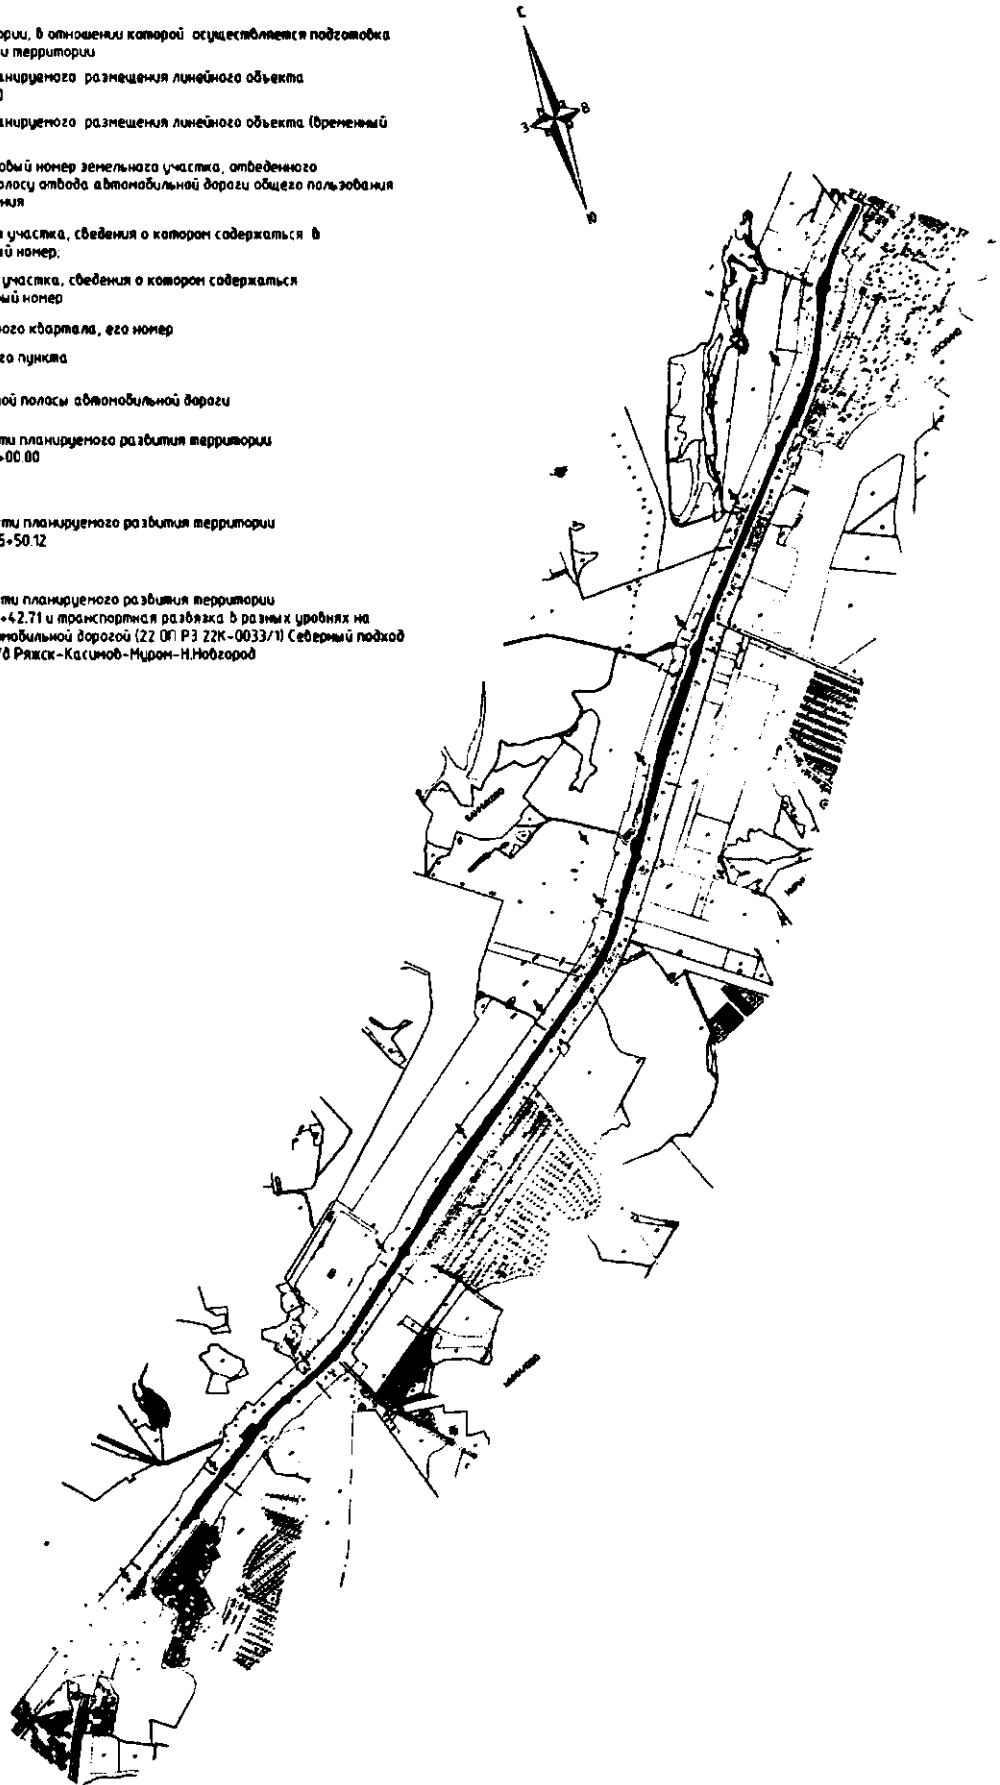 С
ории, в отношении которой осуществляется подготовка
и территории
В
анируемого размещения линейного объекта
)
З
анируемого размещения линейного объекта (временный
овый номер земельного участка, отведенного
олосу отвода автомобильной дороги общего пользования
ния
Ю
участка, сведения о котором содержаться в
ый номер;
участка, сведения о котором содержаться
ый номер
ого квартала, его номер
го пункта
ной полосы автомобильной дороги
ти планируемого развития территории
+00.00
ти планируемого развития территории
5+50.12
ти планируемого развития территории
+42.71 и транспортная развязка в разных уровнях на
мобильной дорогой (22 ОП РЗ 22К-0033/1) Северный подход
/д Ряжск-Касимов-Муром-Н.Новгород